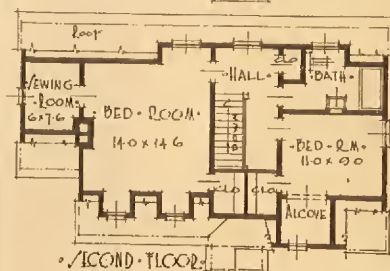 ROOF
SEWING
ROOM
6x7-6
BED-ROOM
14-0 X 14-6
HALL
CLO
BATH
BED-RM.
11-0 X 9-0
CLO
CLO
ALCOVE
•SECOND•FLOOR•